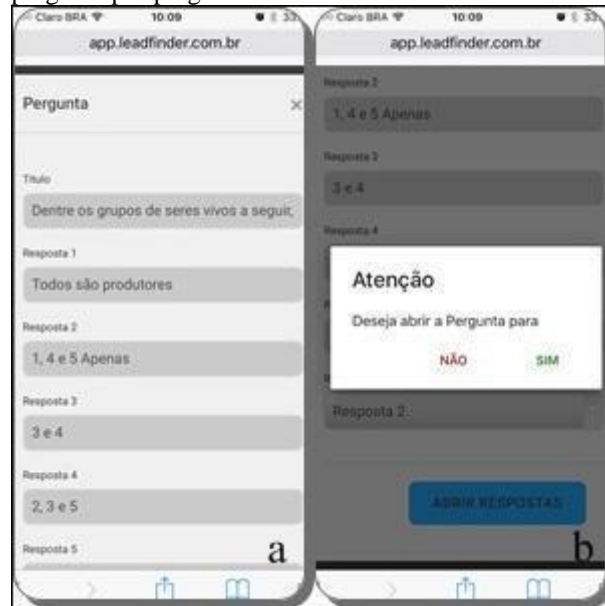 Claro BRA 10:09 33
app.leadfinder.com.br
Pergunta ×
Título
Dentre os grupos de seres vivos a seguir,
Resposta 1
Todos são produtores
Resposta 2
1, 4 e 5 Apenas
Resposta 3
3 e 4
Resposta 4
2, 3 e 5
Resposta 5
a
Claro BRA 10:09 33
app.leadfinder.com.br
Resposta 2
1, 4 e 5 Apenas
Resposta 3
3 e 4
Resposta 4
Atenção
Deseja abrir a Pergunta para
NÃO SIM
Resposta 2
ABRIR RESPOSTAS
b